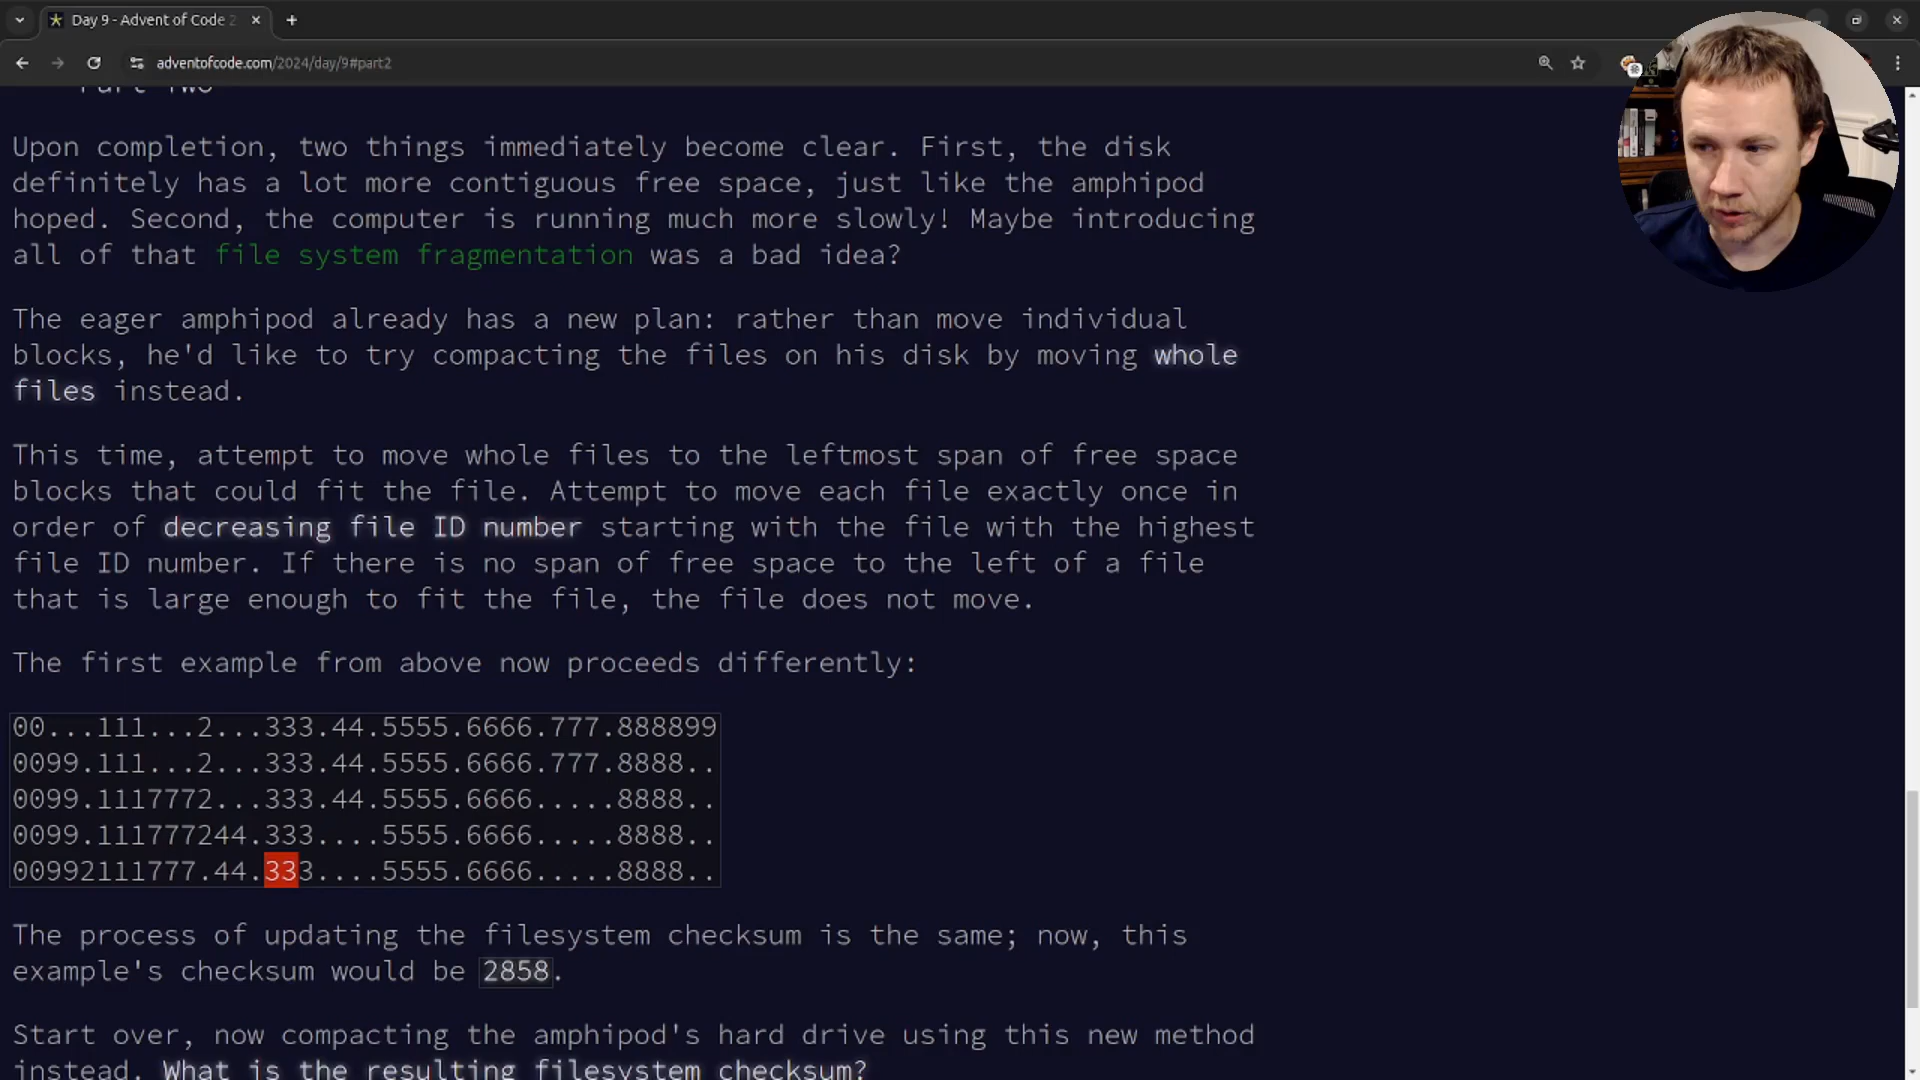 Day 9 - Advent of Code 2
adventofcode.com/2024/day/9#part2
Part Two
Upon completion, two things immediately become clear. First, the disk
definitely has a lot more contiguous free space, just like the amphipod
hoped. Second, the computer is running much more slowly! Maybe introducing
all of that file system fragmentation was a bad idea?
The eager amphipod already has a new plan: rather than move individual
blocks, he'd like to try compacting the files on his disk by moving whole
files instead.
This time, attempt to move whole files to the leftmost span of free space
blocks that could fit the file. Attempt to move each file exactly once in
order of decreasing file ID number starting with the file with the highest
file ID number. If there is no span of free space to the left of a file
that is large enough to fit the file, the file does not move.
The first example from above now proceeds differently:
00...111...2...333.44.5555.6666.777.888899
0099.111...2...333.44.5555.6666.777.8888..
0099.1117772...333.44.5555.6666.....8888..
0099.111777244.333....5555.6666.....8888..
00992111777.44.333....5555.6666.....8888..
The process of updating the filesystem checksum is the same; now, this
example's checksum would be 2858.
Start over, now compacting the amphipod's hard drive using this new method
instead. What is the resulting filesystem checksum?